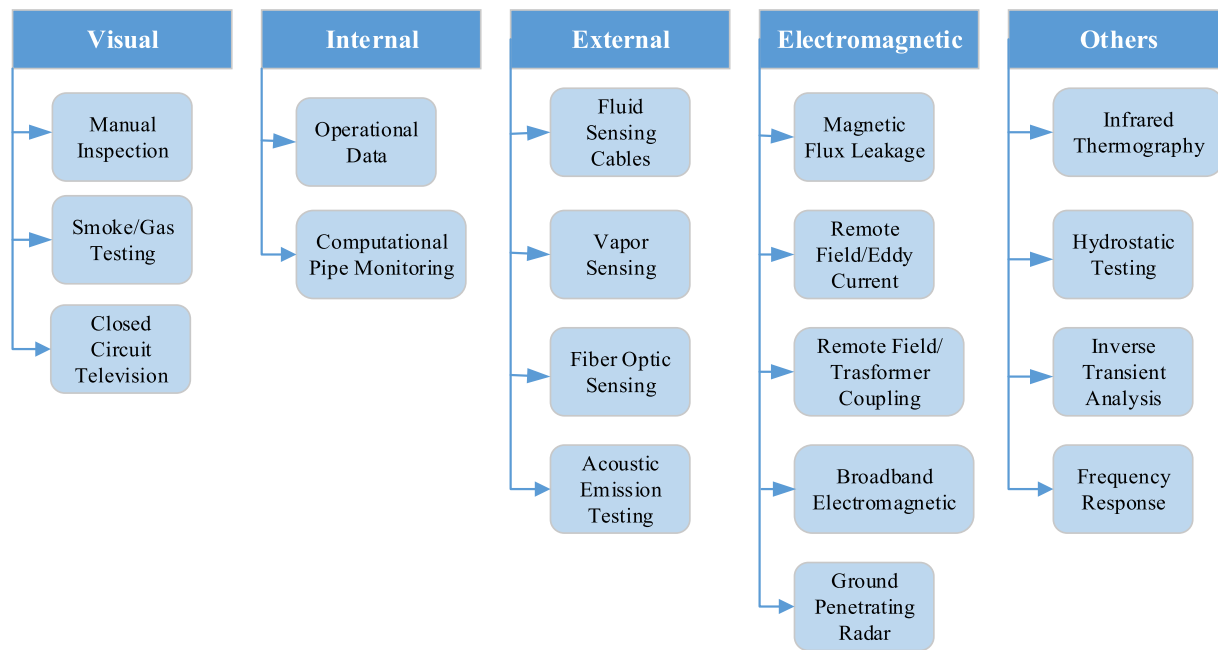 Visual
Manual
Inspection
Smoke/Gas
Testing
Closed
Circuit
Television
Internal
Operational
Data
Computational
Pipe Monitoring
External
Fluid
Sensing
Cables
Vapor
Sensing
Fiber Optic
Sensing
Acoustic
Emission
Testing
Electromagnetic
Magnetic
Flux Leakage
Remote
Field/Eddy
Current
Remote Field/
Trasformer
Coupling
Broadband
Electromagnetic
Ground
Penetrating
Radar
Others
Infrared
Thermography
Hydrostatic
Testing
Inverse
Transient
Analysis
Frequency
Response